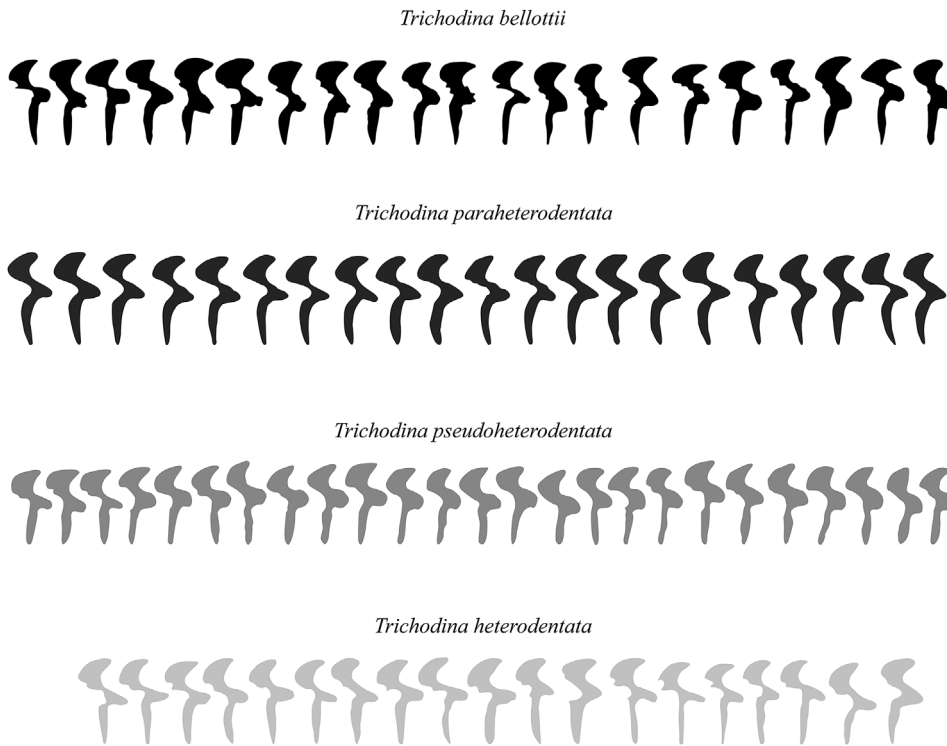 Trichodina bellottii
Trichodina paraheterodentata
Trichodina pseudoheterodentata
Trichodina heterodentata